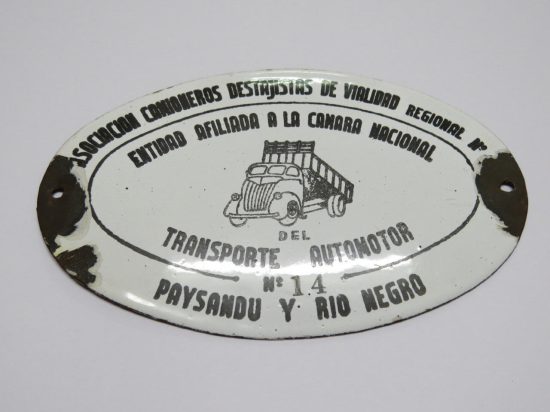 ASOCIACION CAMIONEROS DESTAJISTAS DE VIALIDAD REGIONAL Nº
ENTIDAD AFILIADA A LA CAMARA NACIONAL
DEL
TRANSPORTE AUTOMOTOR
Nº 14
PAYSANDU Y RIO NEGRO